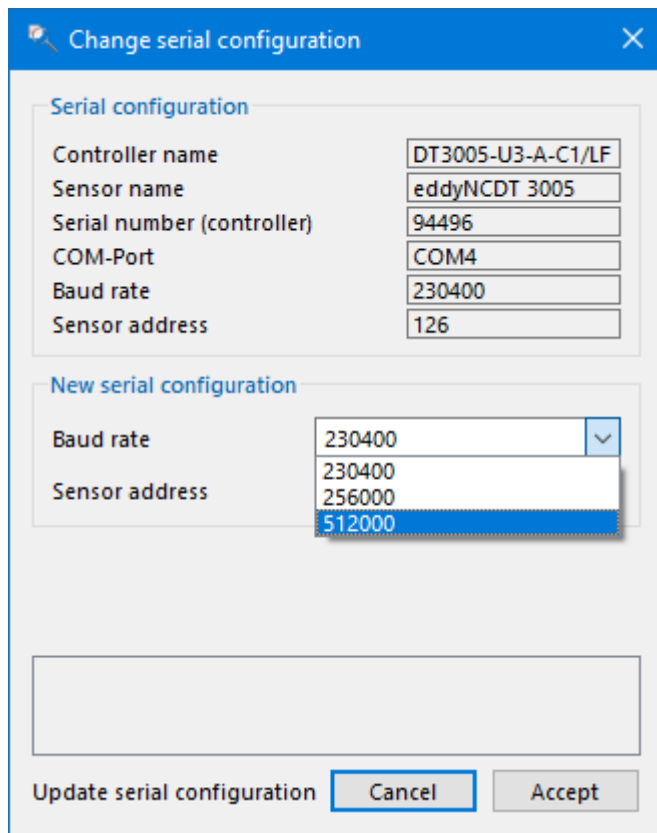 Change serial configuration
Serial configuration
Controller name DT3005-U3-A-C1/LF
Sensor name eddyNCDT 3005
Serial number (controller) 94496
COM-Port COM4
Baud rate 230400
Sensor address 126
New serial configuration
Baud rate 230400
230400
Sensor address 256000
512000
Update serial configuration Cancel Accept